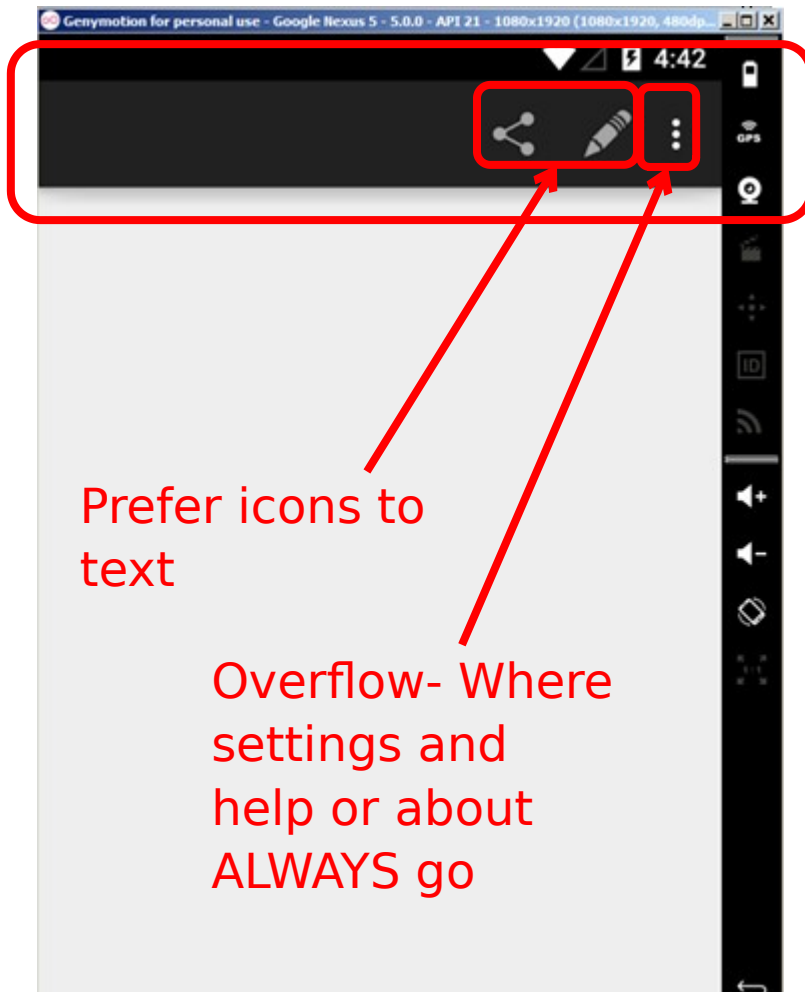 Genymotion for personal use - Google Nexus 5 - 5.0.0 - API 21 - 1080x1920 (1080x1920, 480dp...
4:42
GPS
ID
Prefer icons to
text
Overflow- Where
settings and
help or about
ALWAYS go